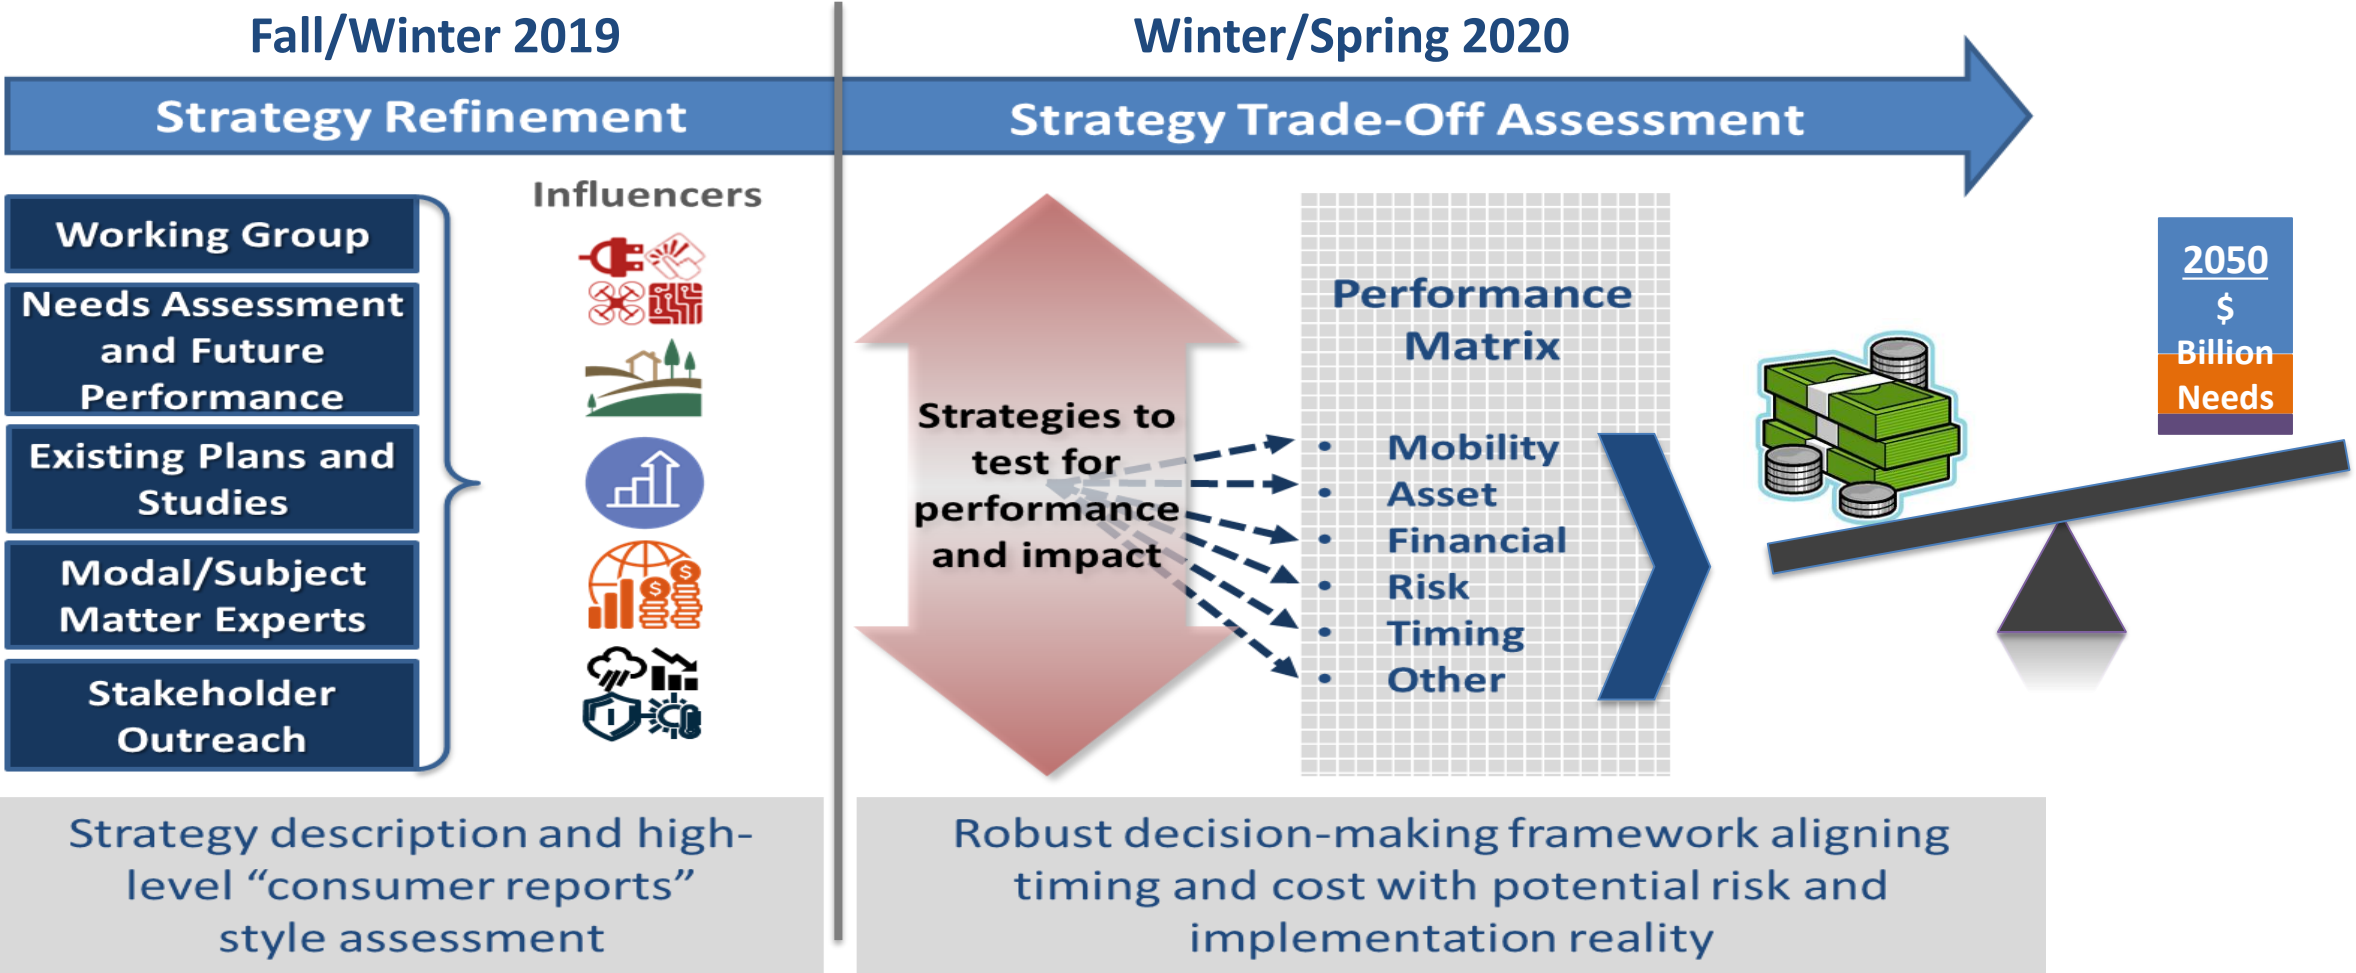 Fall/Winter 2019
Winter/Spring 2020
Strategy Refinement
Strategy Trade-Off Assessment
Working Group
Needs Assessment
and Future
Performance
Existing Plans and
Studies
Modal/Subject
Matter Experts
Stakeholder
Outreach
Influencers
Strategies to
test for
performance
and impact
Performance
Matrix
• Mobility
• Asset
• Financial
• Risk
• Timing
• Other
2050
$
Billion
Needs
Strategy description and high-
level “consumer reports”
style assessment
Robust decision-making framework aligning
timing and cost with potential risk and
implementation reality